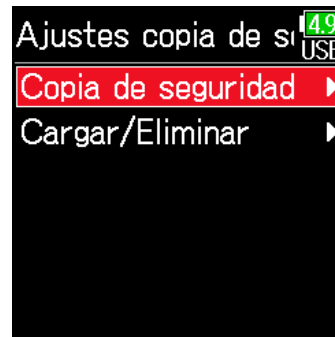 Ajustes copia de s
4.9
USB
Copia de seguridad
Cargar/Eliminar